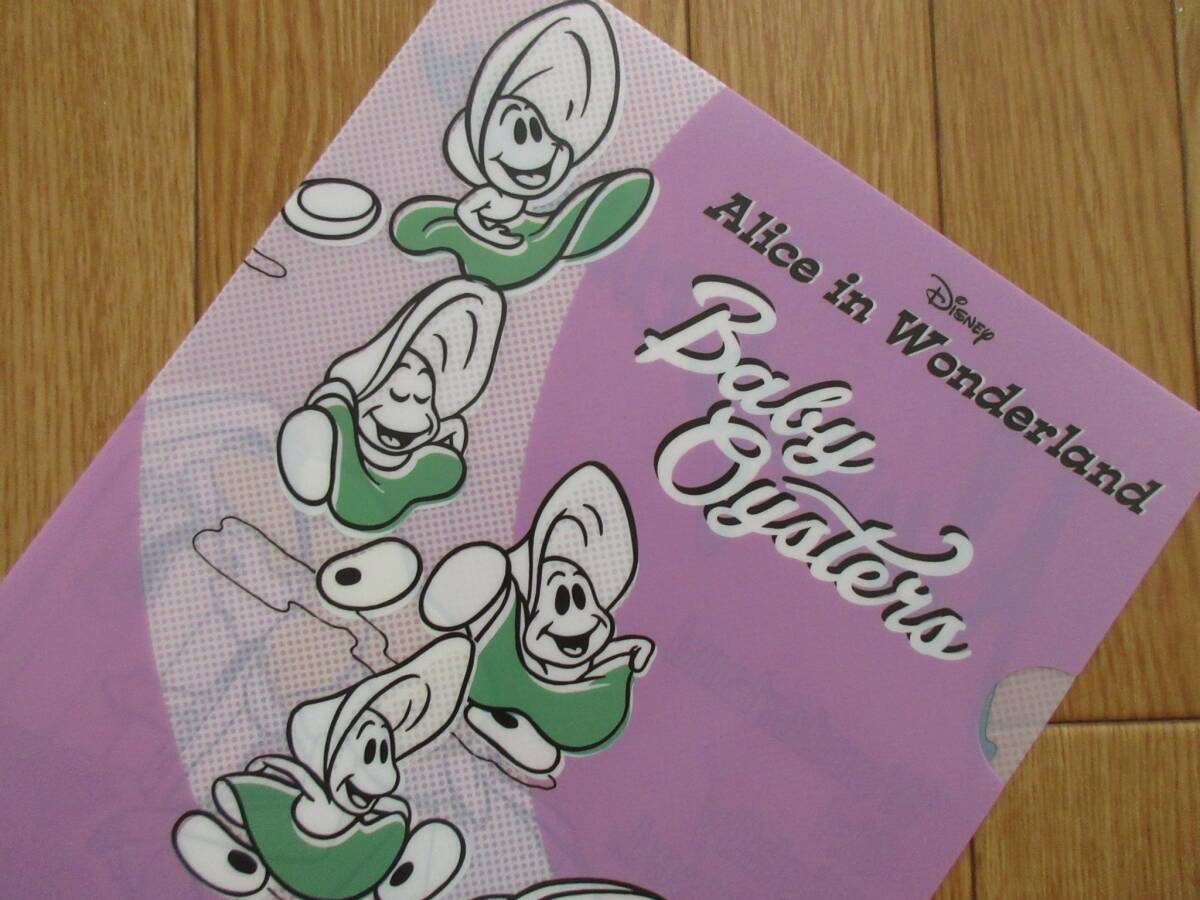 Disney
Alice in Wonderland
Baby
Oysters